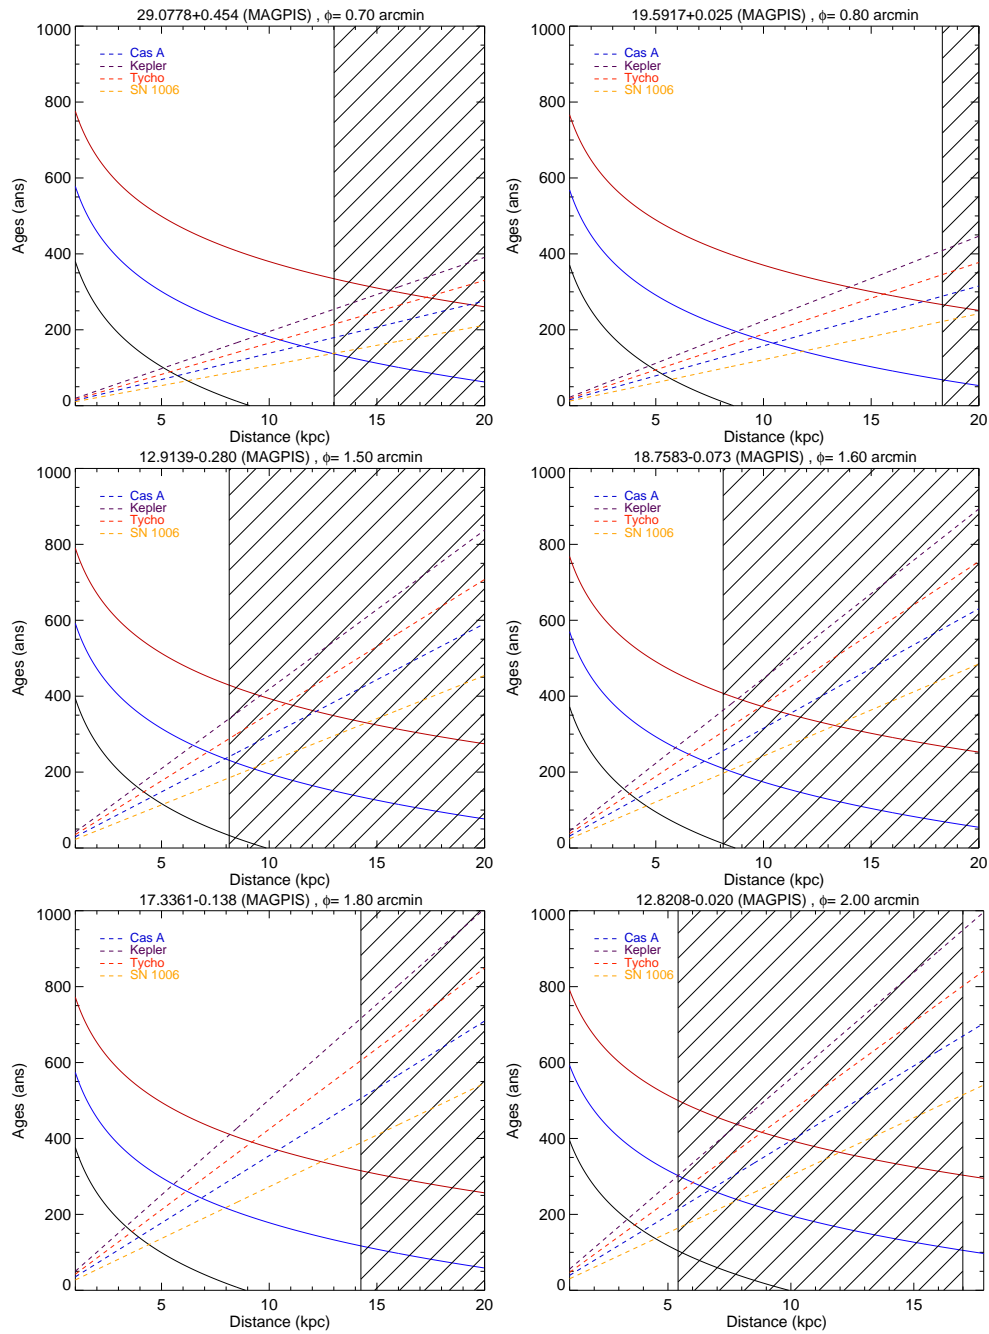 29.0778+0.454 (MAGPIS) , ϕ= 0.70 arcmin
1000
800
600
400
200
0
Ages (ans)
Cas A
Kepler
Tycho
SN 1006
5
10
15
20
Distance (kpc)
19.5917+0.025 (MAGPIS) , ϕ= 0.80 arcmin
1000
800
600
400
200
0
Ages (ans)
Cas A
Kepler
Tycho
SN 1006
5
10
15
20
Distance (kpc)
12.9139-0.280 (MAGPIS) , ϕ= 1.50 arcmin
1000
800
600
400
200
0
Ages (ans)
Cas A
Kepler
Tycho
SN 1006
5
10
15
20
Distance (kpc)
18.7583-0.073 (MAGPIS) , ϕ= 1.60 arcmin
1000
800
600
400
200
0
Ages (ans)
Cas A
Kepler
Tycho
SN 1006
5
10
15
20
Distance (kpc)
17.3361-0.138 (MAGPIS) , ϕ= 1.80 arcmin
1000
800
600
400
200
0
Ages (ans)
Cas A
Kepler
Tycho
SN 1006
5
10
15
20
Distance (kpc)
12.8208-0.020 (MAGPIS) , ϕ= 2.00 arcmin
1000
800
600
400
200
0
Ages (ans)
Cas A
Kepler
Tycho
SN 1006
5
10
15
Distance (kpc)